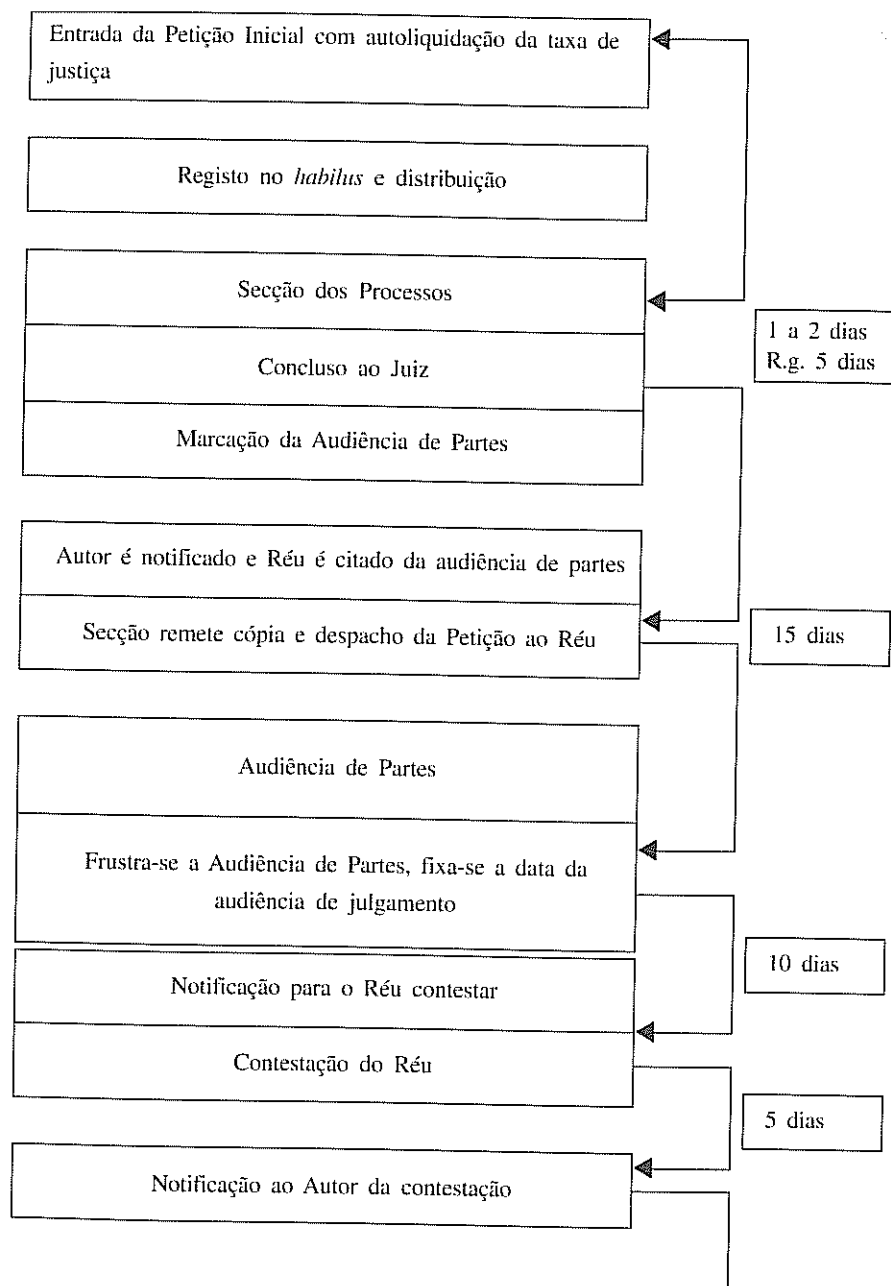 Entrada da Petição Inicial com autoliquidação da taxa de
justiça
Registo no habilus e distribuição
Secção dos Processos
Concluso ao Juiz
Marcação da Audiência de Partes
1 a 2 dias
R.g. 5 dias
Autor é notificado e Réu é citado da audiência de partes
Secção remete cópia e despacho da Petição ao Réu
15 dias
Audiência de Partes
Frustra-se a Audiência de Partes, fixa-se a data da
audiência de julgamento
10 dias
Notificação para o Réu contestar
Contestação do Réu
5 dias
Notificação ao Autor da contestação